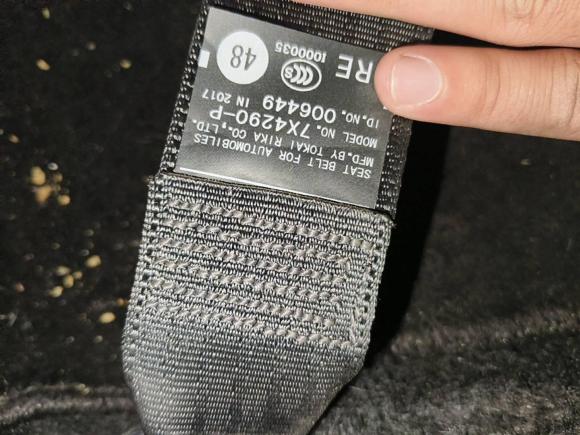 SEAT BELT FOR AUTOMOBILES
MFD. BY TOKAI RIKA CO., LTD.
MODEL NO. 7X4290-P
ID.NO. 006449 IN 2017
RE CCC S 1000035 48